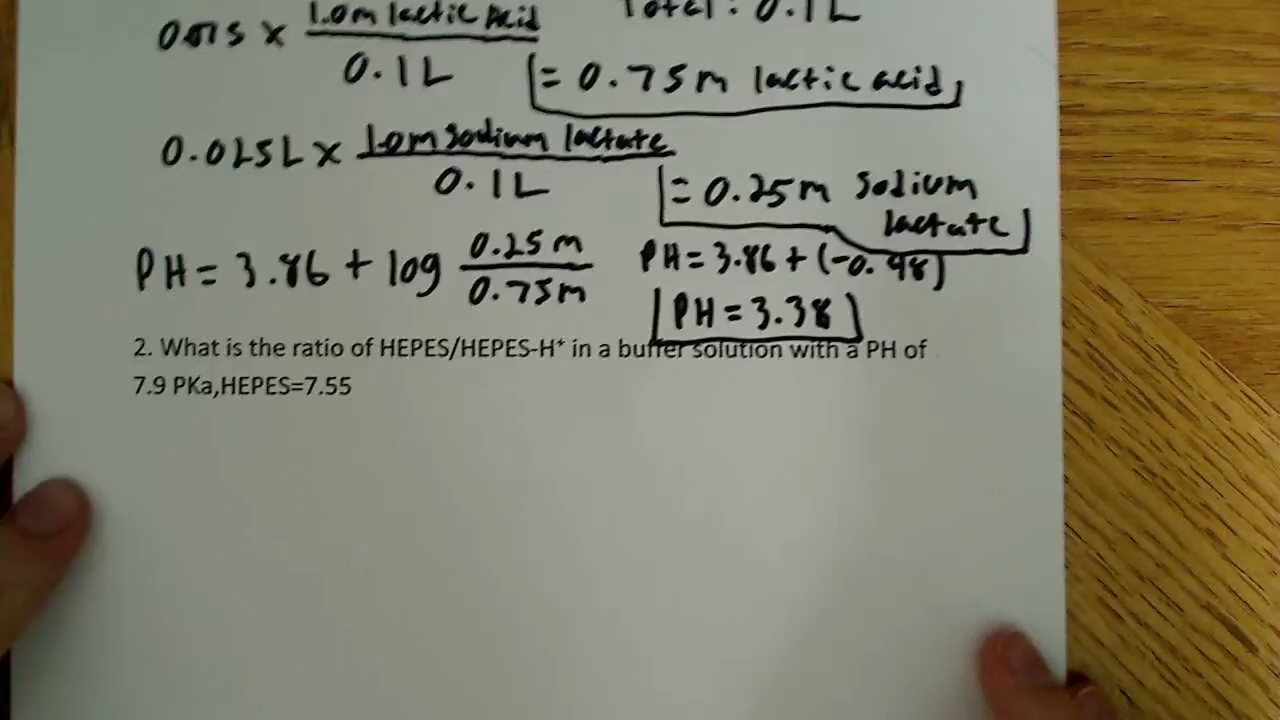 0.075 x 1.0m lactic Acid Total: 0.1L
0.1L = 0.75m lactic acid
0.025L x 1.0m sodium lactate
0.1L = 0.25m sodium
lactate
PH = 3.86 + log 0.25m PH = 3.86 + (-0.48)
0.75m PH = 3.38
2. What is the ratio of HEPES/HEPES-H⁺ in a buffer solution with a PH of
7.9 PKa,HEPES=7.55